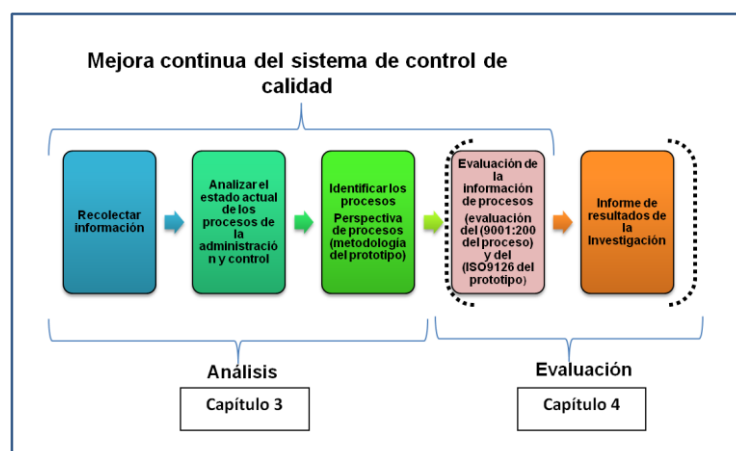 Mejora continua del sistema de control de
calidad
Recolectar
información
Analizar el
estado actual
de los
procesos de
la
administració
n y control
Identificar los
procesos
Perspectiva
de procesos
(metodología
del prototipo)
Evaluación de
la
información
de procesos
(evaluación
del (9001:200
del proceso) y
del
(ISO9126 del
prototipo)
Informe de
resultados de
la
Investigación
Análisis
Evaluación
Capítulo 3
Capítulo 4